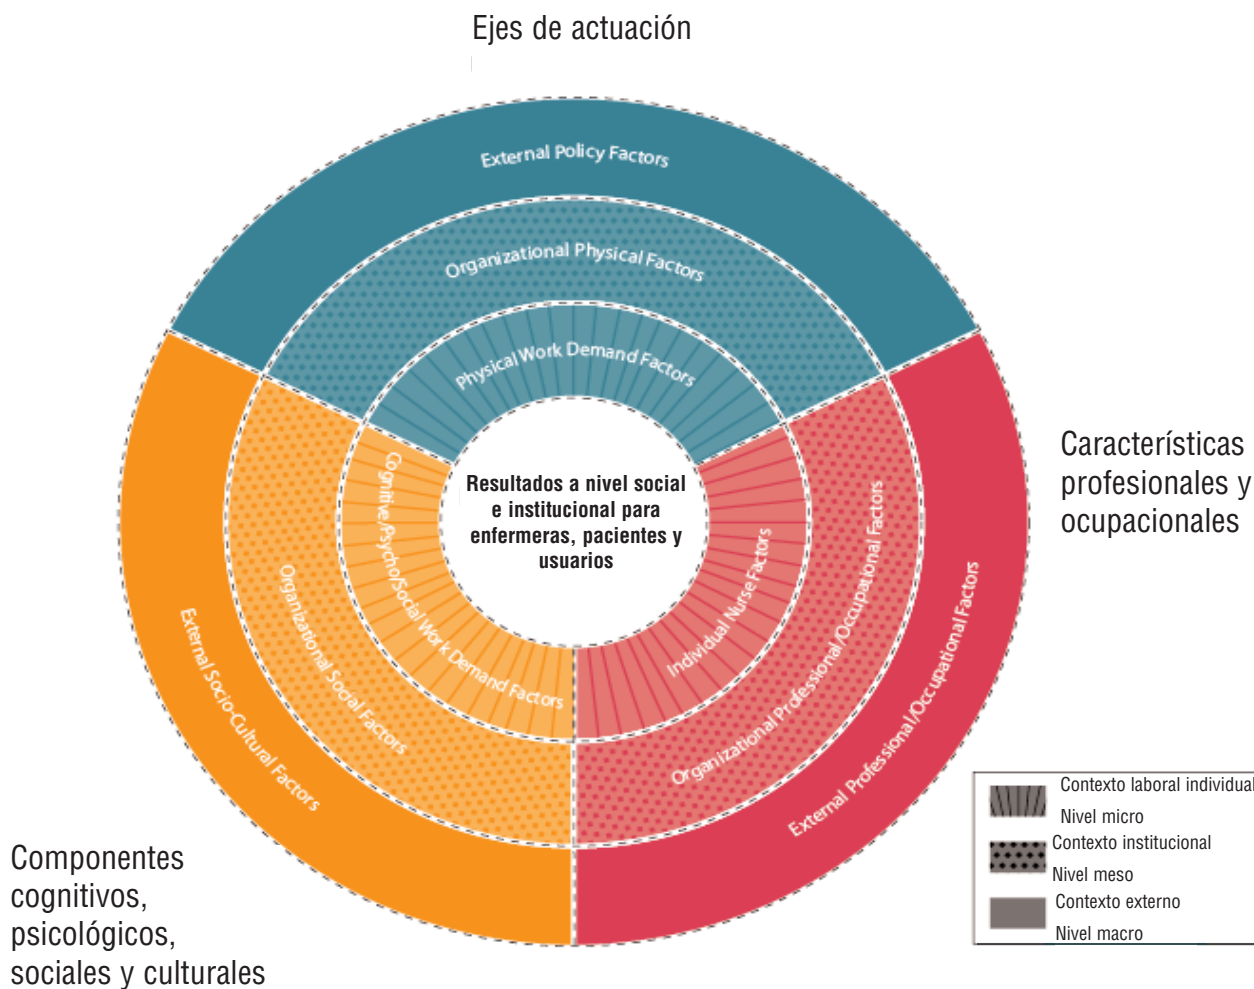 Ejes de actuación
External Policy Factors
Organizational Physical Factors
Physical Work Demand Factors
Cognitive/Psycho/Social Work Demand Factors
Organizational Social Factors
External Socio-Cultural Factors
Resultados a nivel social
e institucional para
enfermeras, pacientes y
usuarios
Individual Nurse Factors
Organizational Professional/Occupational Factors
External Professional/Occupational Factors
Características
profesionales y
ocupacionales
Componentes
cognitivos,
psicológicos,
sociales y culturales
Contexto laboral individual
Nivel micro
Contexto institucional
Nivel meso
Contexto externo
Nivel macro